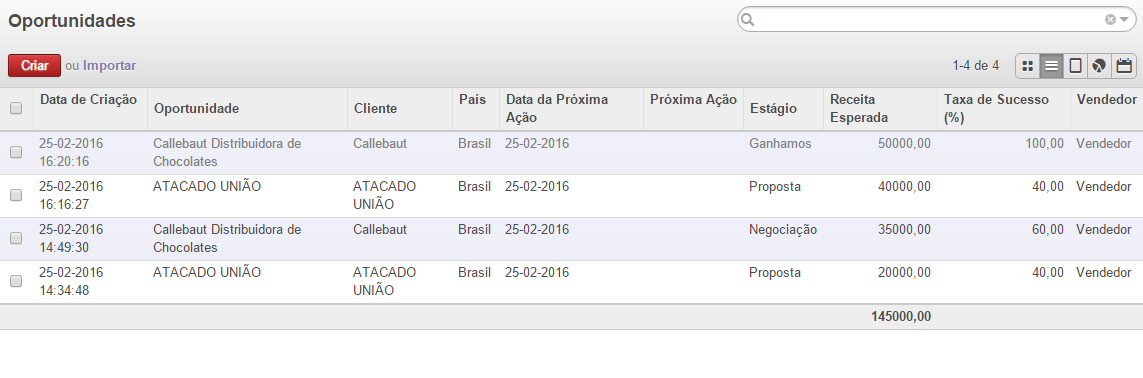 Oportunidades
Criar ou Importar
1-4 de 4
Data de Criação Oportunidade Cliente País Data da Próxima Ação Próxima Ação Estágio Receita Esperada Taxa de Sucesso (%) Vendedor
25-02-2016 16:20:16 Callebaut Distribuidora de Chocolates Callebaut Brasil 25-02-2016 Ganhamos 50000,00 100,00 Vendedor
25-02-2016 16:16:27 ATACADO UNIÃO ATACADO UNIÃO Brasil 25-02-2016 Proposta 40000,00 40,00 Vendedor
25-02-2016 14:49:30 Callebaut Distribuidora de Chocolates Callebaut Brasil 25-02-2016 Negociação 35000,00 60,00 Vendedor
25-02-2016 14:34:48 ATACADO UNIÃO ATACADO UNIÃO Brasil 25-02-2016 Proposta 20000,00 40,00 Vendedor
145000,00